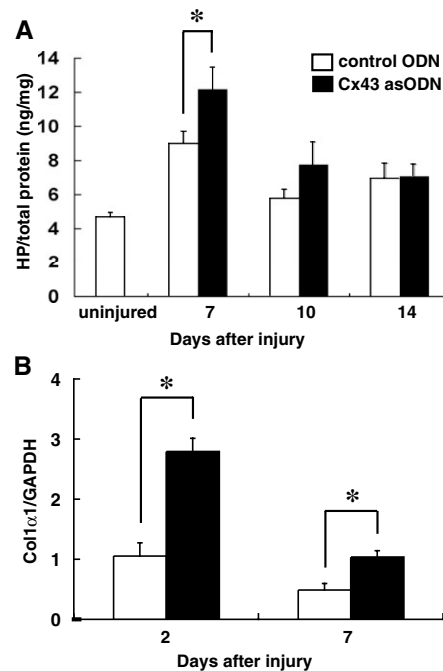 A
control ODN
Cx43 asODN
*
HP/total protein (ng/mg)
14
12
10
8
6
4
2
0
uninjured 7 10 14
Days after injury
B
*
*
Col1α1/GAPDH
4
3
2
1
0
2 7
Days after injury